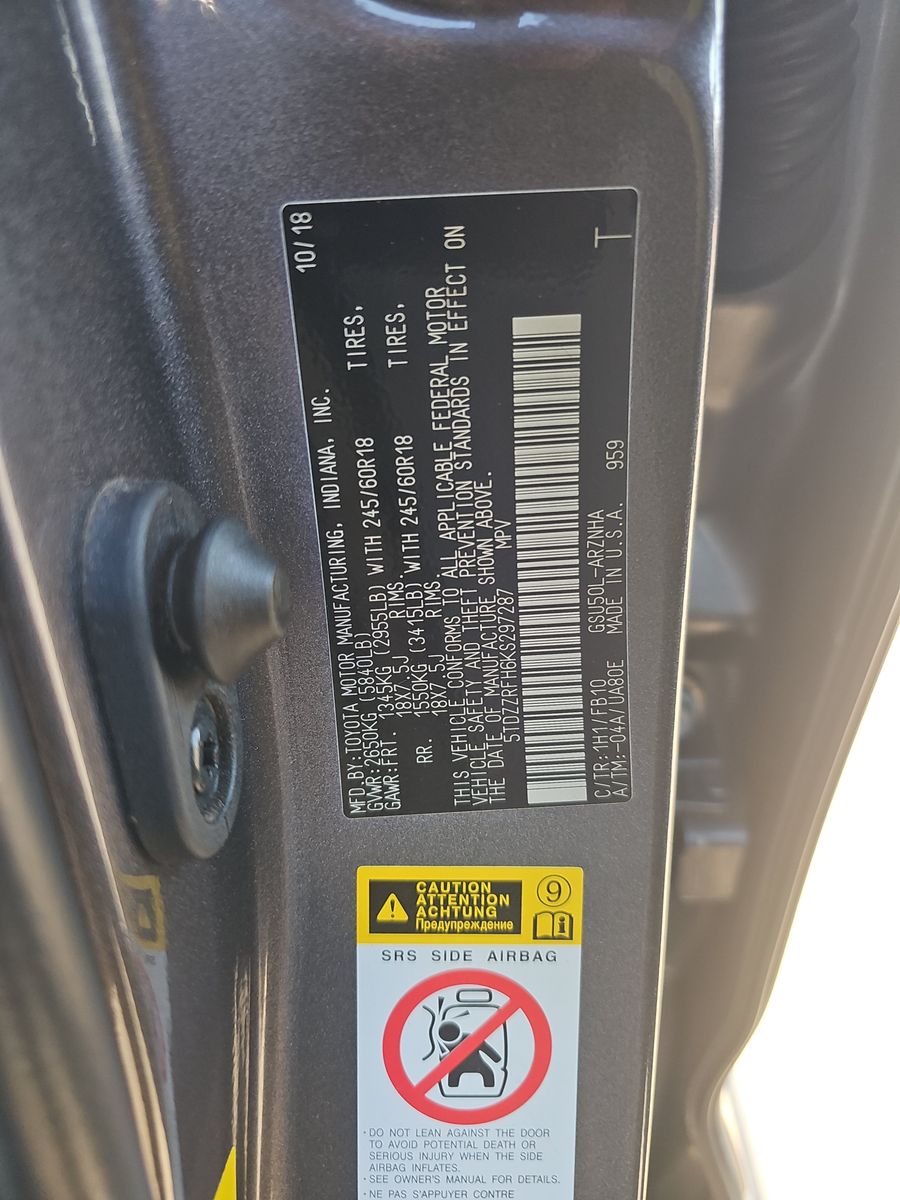 10/18
MFD.BY:TOYOTA MOTOR MANUFACTURING, INDIANA, INC.
GVWR:2650KG (5840LB)
GAWR:FRT. 1345KG (2955LB) WITH 245/60R18 TIRES,
18X7.5J RIMS.
RR. 1550KG (3415LB) WITH 245/60R18 TIRES,
18X7.5J RIMS.
THIS VEHICLE CONFORMS TO ALL APPLICABLE FEDERAL MOTOR
VEHICLE SAFETY AND THEFT PREVENTION STANDARDS IN EFFECT ON
THE DATE OF MANUFACTURE SHOWN ABOVE.
5TDZZRFH6KS297287 MPV
C/TR:1H1/FB10 GSU50L-ARZNHA
A/TM:-04A/UA80E MADE IN U.S.A. 959
T
CAUTION
ATTENTION
ACHTUNG
Предупреждение
9
i
SRS SIDE AIRBAG
· DO NOT LEAN AGAINST THE DOOR
TO AVOID POTENTIAL DEATH OR
SERIOUS INJURY WHEN THE SIDE
AIRBAG INFLATES.
· SEE OWNER'S MANUAL FOR DETAILS.
· NE PAS S'APPUYER CONTRE